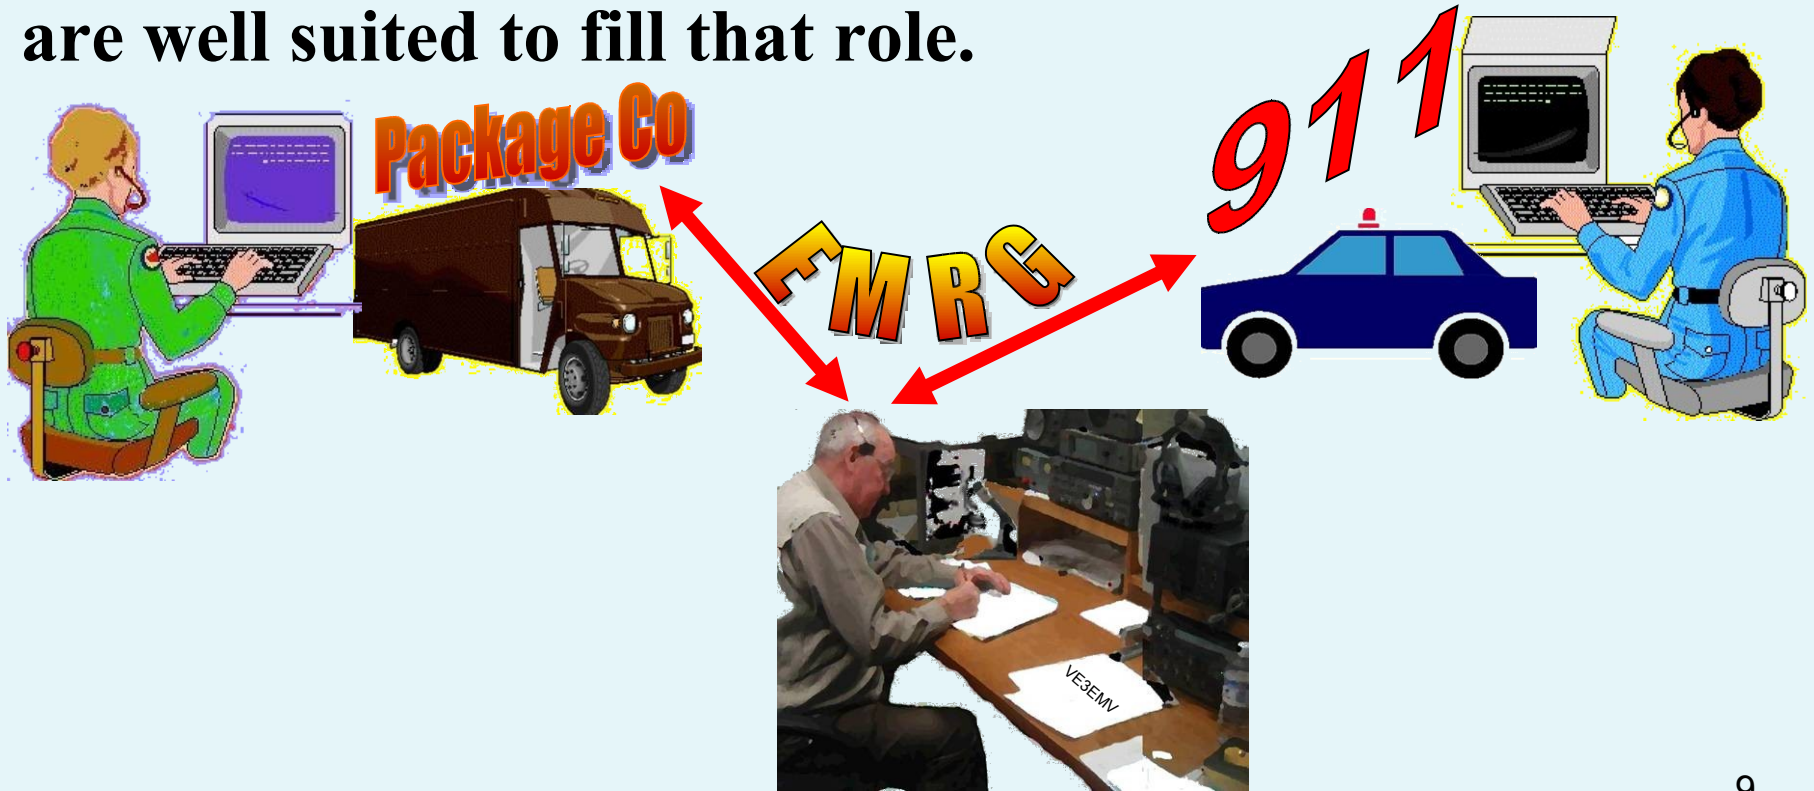 are well suited to fill that role.
Package Co
911
EMRG
VE3EMV
9